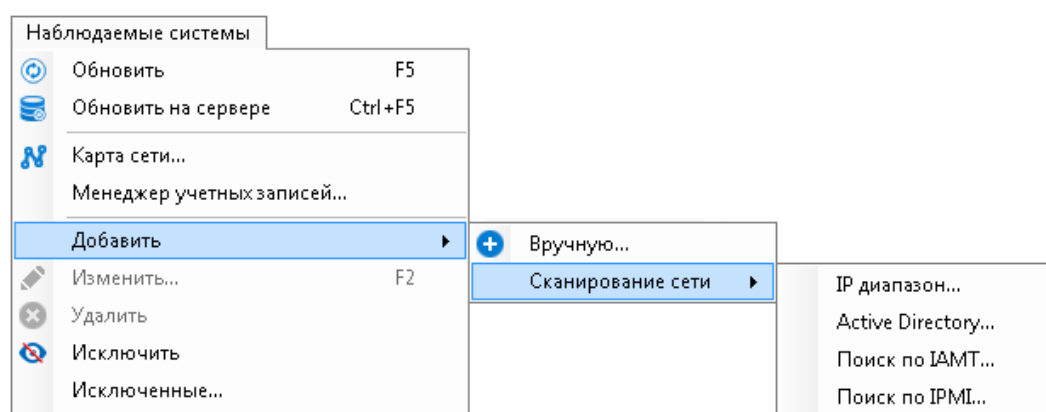 Наблюдаемые системы
Обновить F5
Обновить на сервере Ctrl+F5
Карта сети...
Менеджер учетных записей...
Добавить
Изменить... F2
Удалить
Исключить
Исключенные...
Вручную...
Сканирование сети
IP диапазон...
Active Directory...
Поиск по IAMT...
Поиск по IPMI...